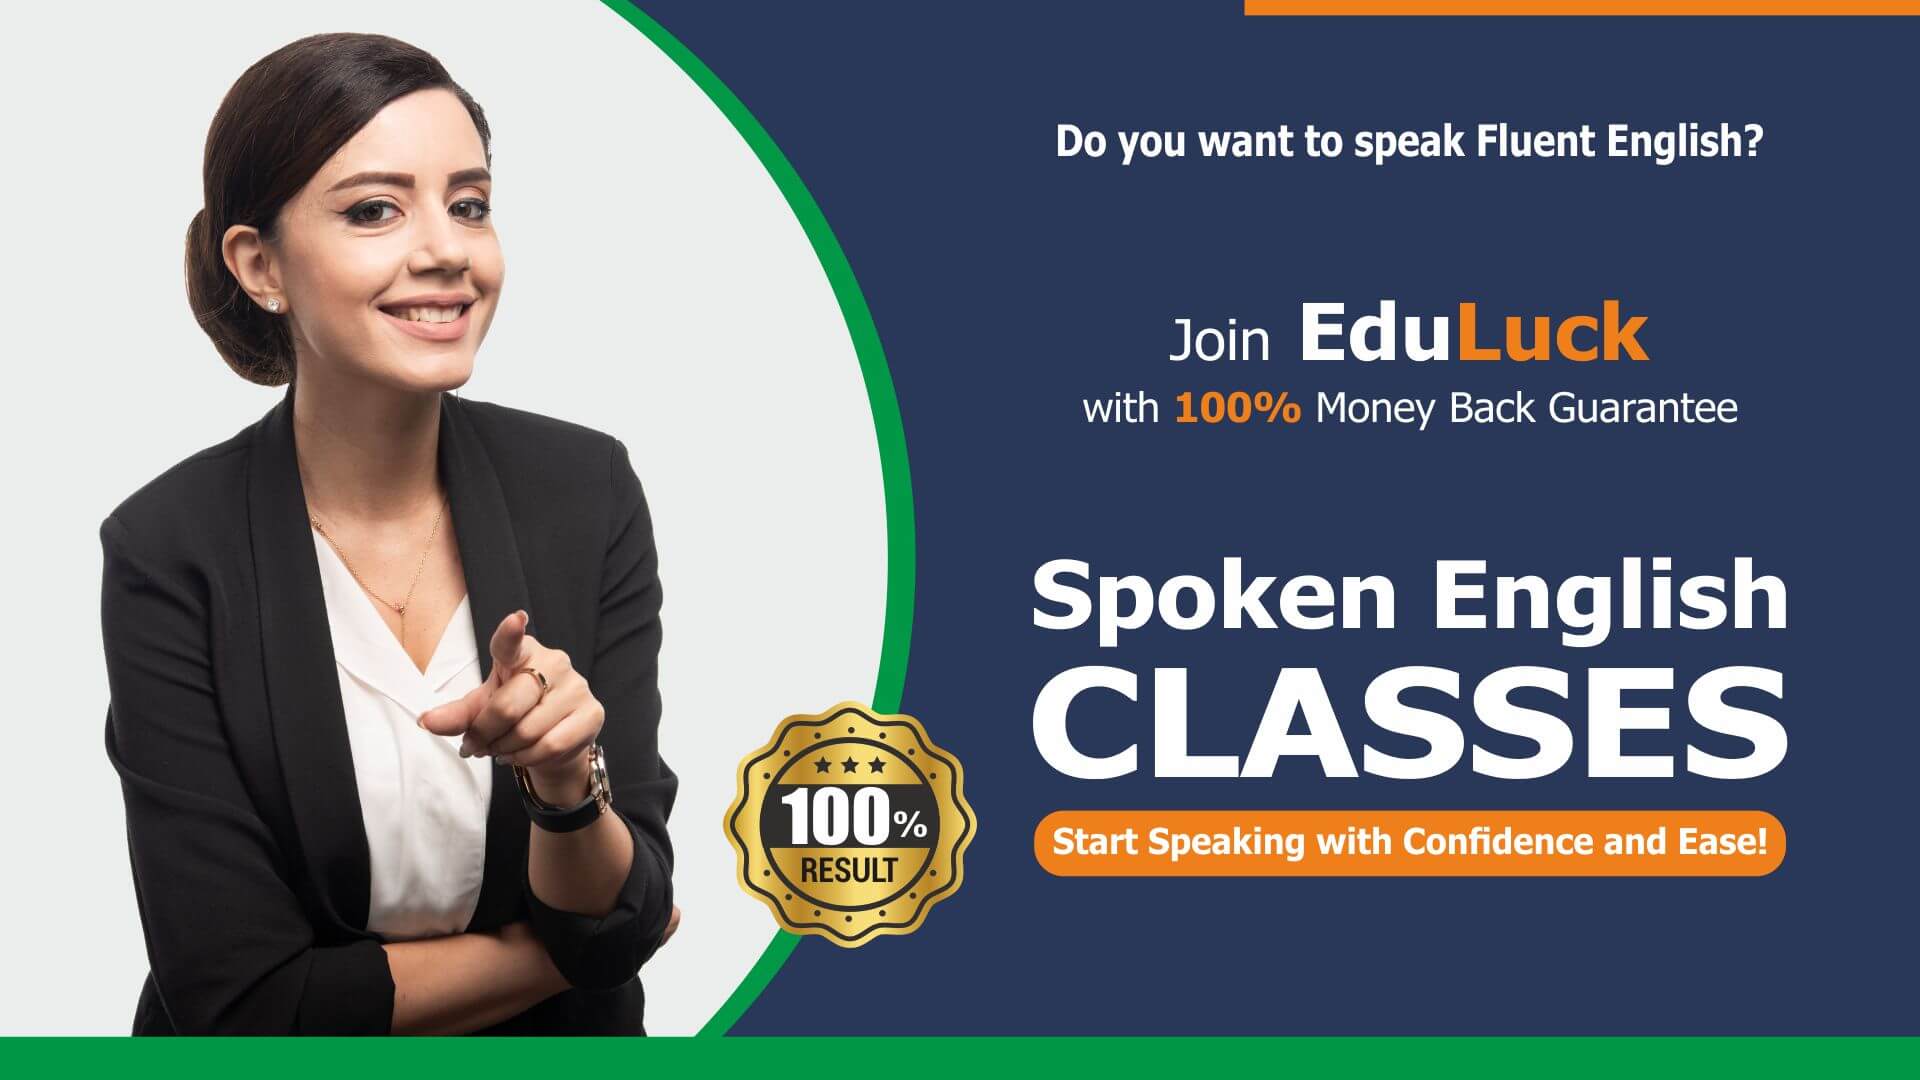 Do you want to speak Fluent English?
Join EduLuck
with 100% Money Back Guarantee
Spoken English
CLASSES
Start Speaking with Confidence and Ease!
100%
RESULT